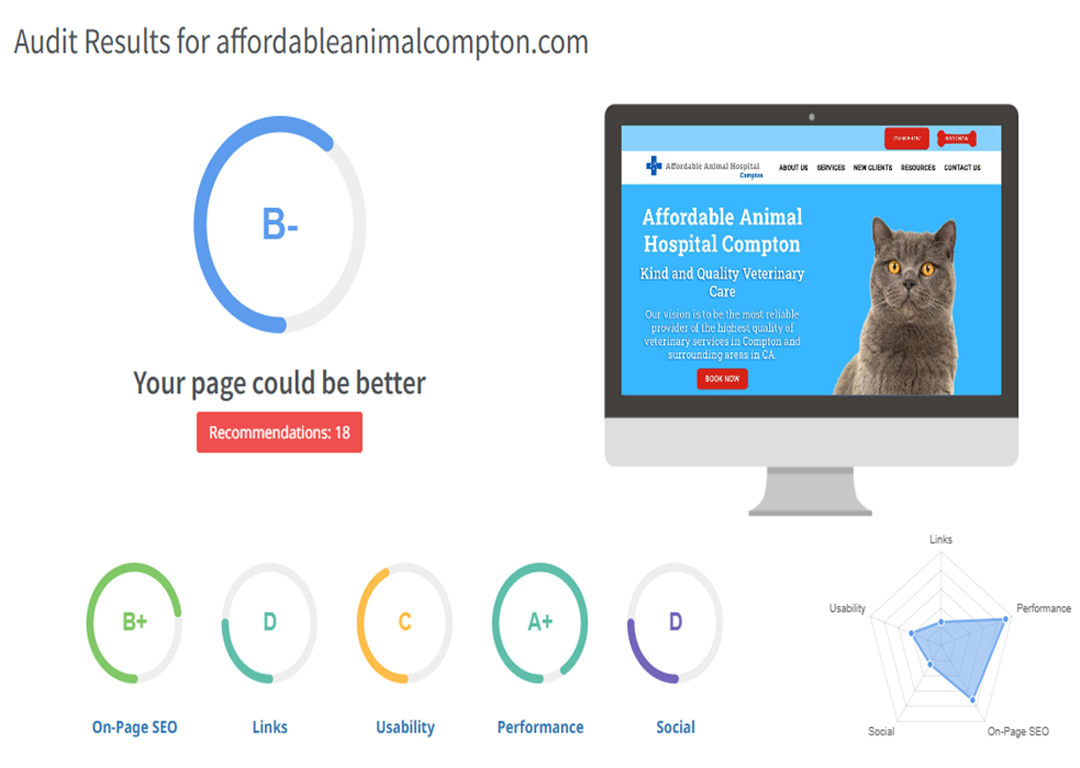 Audit Results for affordableanimalcompton.com
B-
Your page could be better
Recommendations: 18
BOOK NOW
Affordable Animal Hospital
Compton
ABOUT US SERVICES NEW CLIENTS RESOURCES CONTACT US
Affordable Animal
Hospital Compton
Kind and Quality Veterinary
Care
Our vision is to be the most reliable
provider of the highest quality of
veterinary services in Compton and
surrounding areas in CA.
BOOK NOW
B+
On-Page SEO
D
Links
C
Usability
A+
Performance
D
Social
Links
Usability
Performance
Social
On-Page SEO